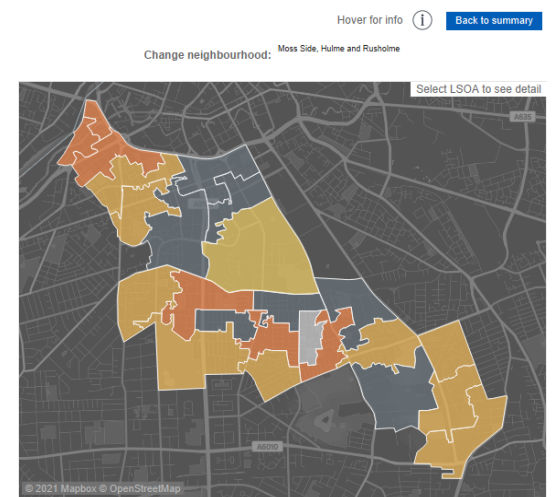 Hover for info
i
Back to summary
Change neighbourhood:
Moss Side, Hulme and Rusholme
Select LSOA to see detail
A635
A6010
© 2021 Mapbox © OpenStreetMap